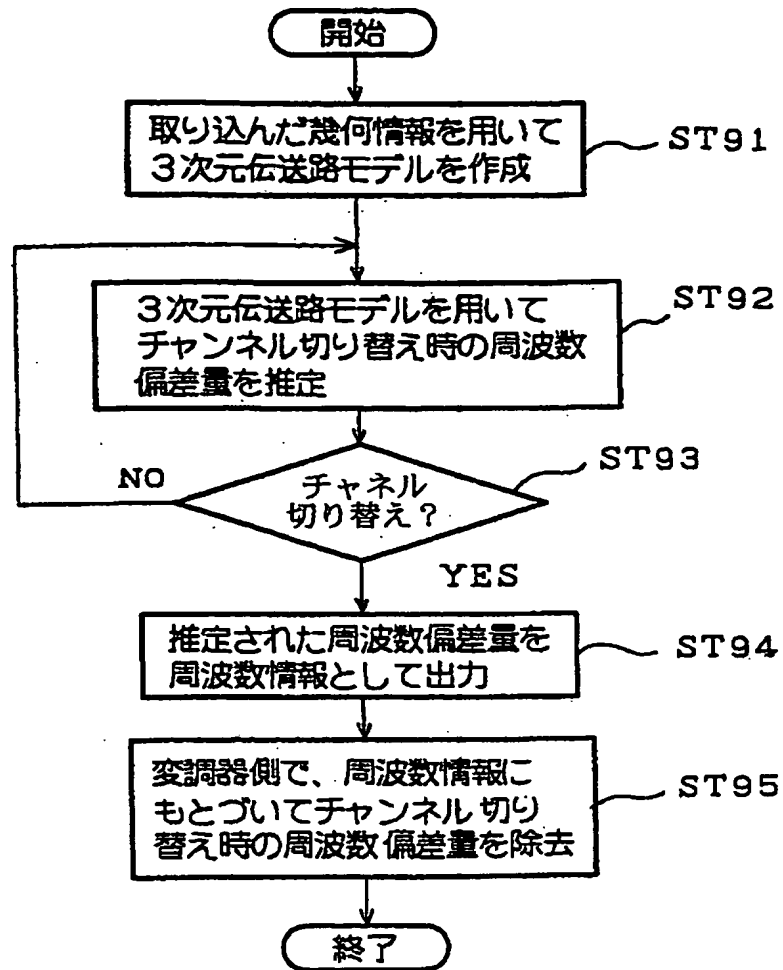 開始
取り込んだ幾何情報を用いて
3次元伝送路モデルを作成
ST91
3次元伝送路モデルを用いて
チャンネル切り替え時の周波数
偏差量を推定
ST92
チャネル
切り替え?
ST93
NO
YES
推定された周波数偏差量を
周波数情報として出力
ST94
変調器側で、周波数情報に
もとづいてチャンネル切り
替え時の周波数偏差量を除去
ST95
終了